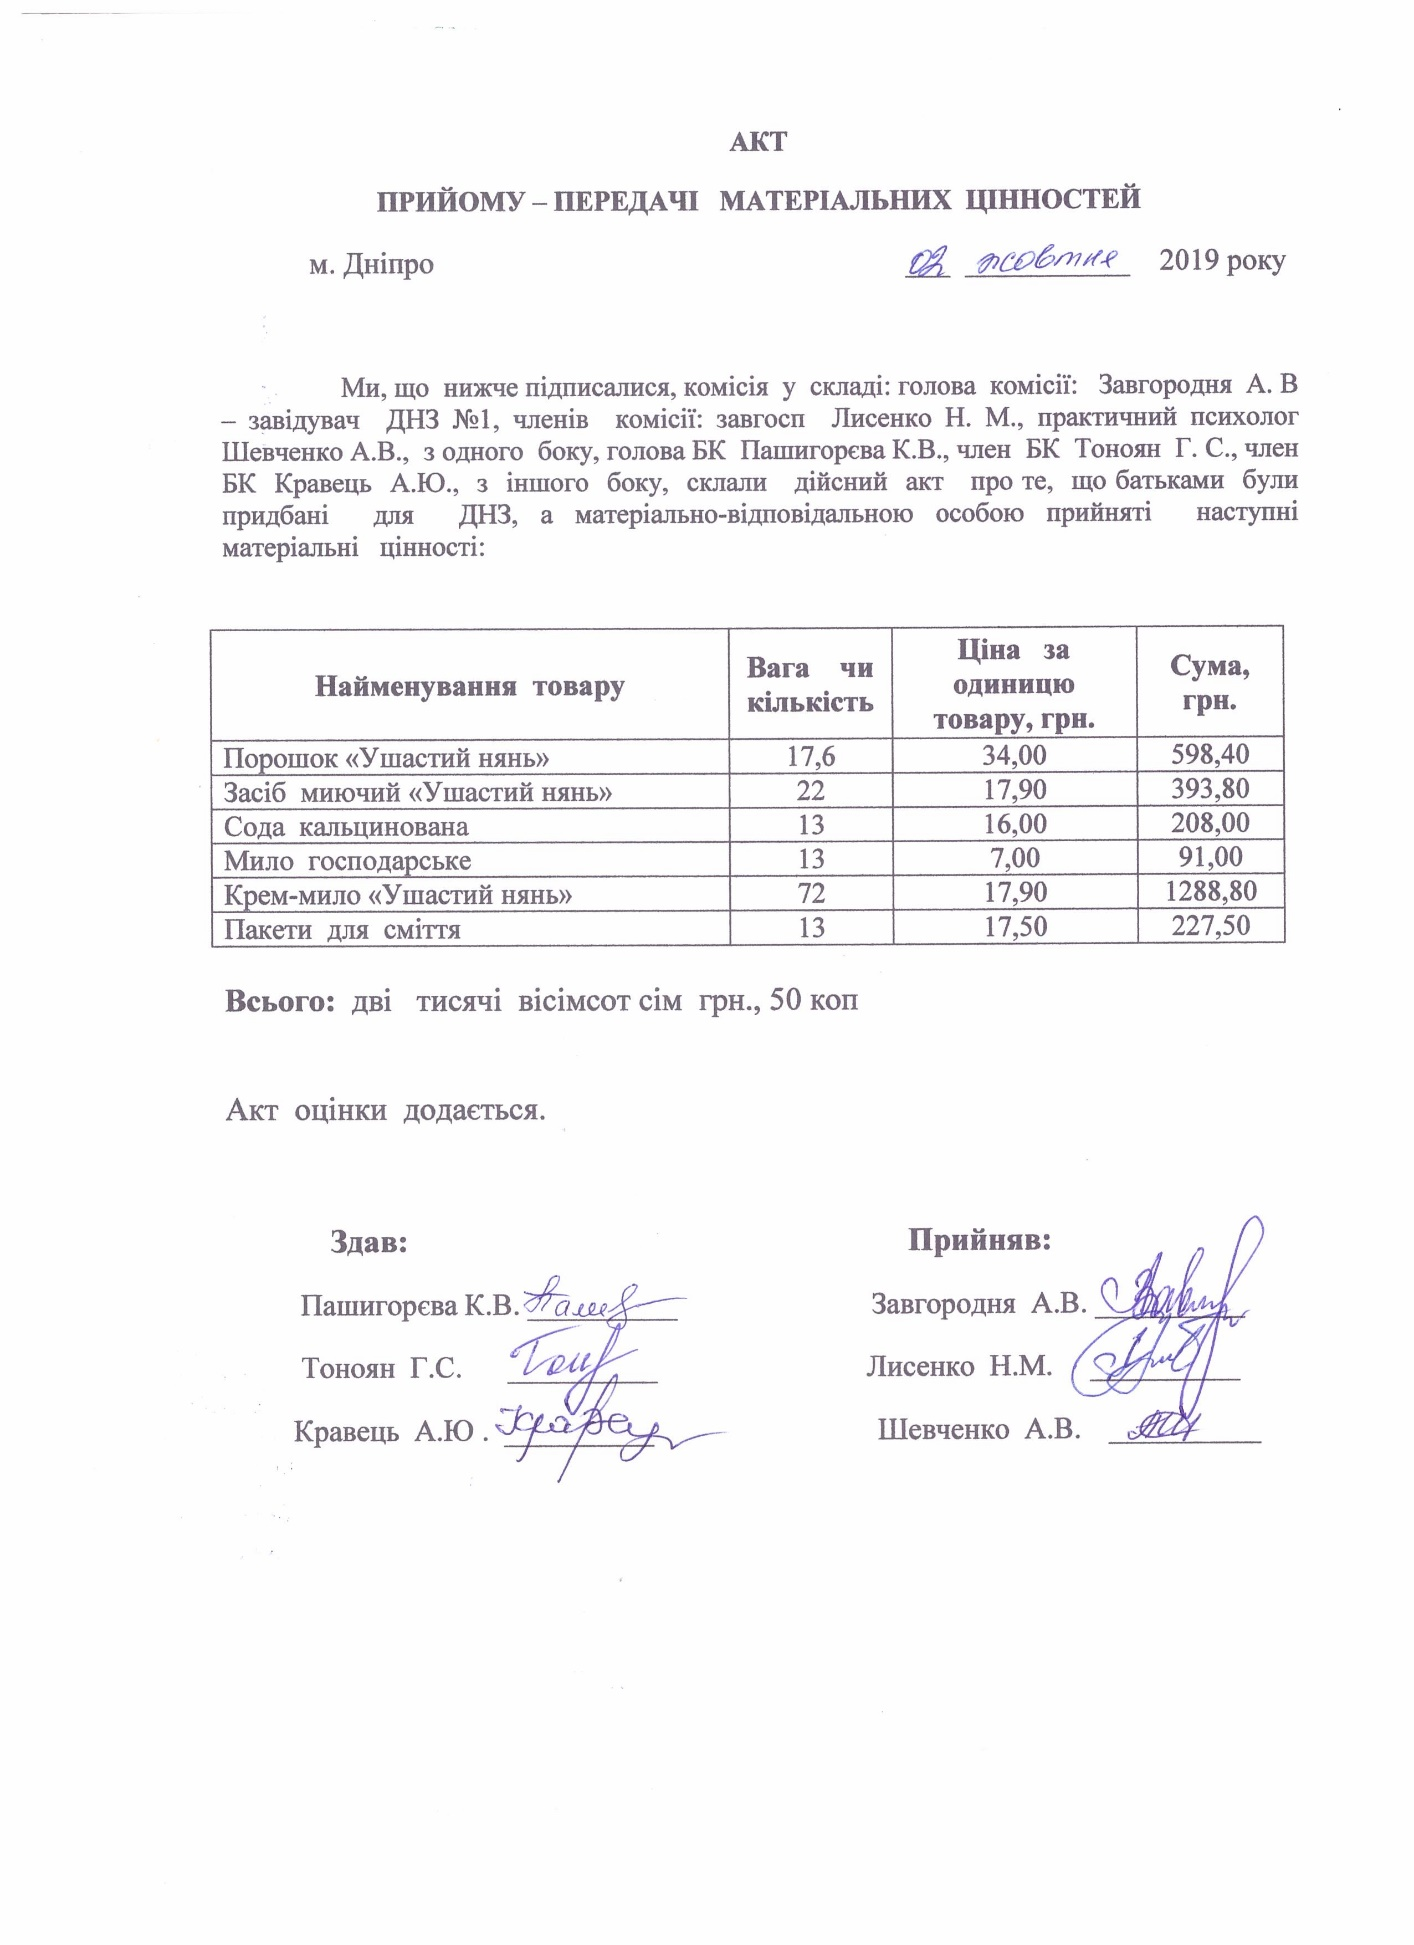 АКТ
ПРИЙОМУ – ПЕРЕДАЧІ МАТЕРІАЛЬНИХ ЦІННОСТЕЙ
м. Дніпро 02 жовтня 2019 року
Ми, що нижче підписалися, комісія у складі: голова комісії: Завгородня А. В
– завідувач ДНЗ №1, членів комісії: завгосп Лисенко Н. М., практичний психолог
Шевченко А.В., з одного боку, голова БК Пашигорєва К.В., член БК Тоноян Г. С., член
БК Кравець А.Ю., з іншого боку, склали дійсний акт про те, що батьками були
придбані для ДНЗ, а матеріально-відповідальною особою прийняті наступні
матеріальні цінності:
Найменування товару Вага чи кількість Ціна за одиницю товару, грн. Сума, грн.
Порошок «Ушастий нянь» 17,6 34,00 598,40
Засіб миючий «Ушастий нянь» 22 17,90 393,80
Сода кальцинована 13 16,00 208,00
Мило господарське 13 7,00 91,00
Крем-мило «Ушастий нянь» 72 17,90 1288,80
Пакети для сміття 13 17,50 227,50
Всього: дві тисячі вісімсот сім грн., 50 коп
Акт оцінки додається.
Здав: Прийняв:
Пашигорєва К.В. Завгородня А.В.
Тоноян Г.С. Лисенко Н.М.
Кравець А.Ю . Шевченко А.В.